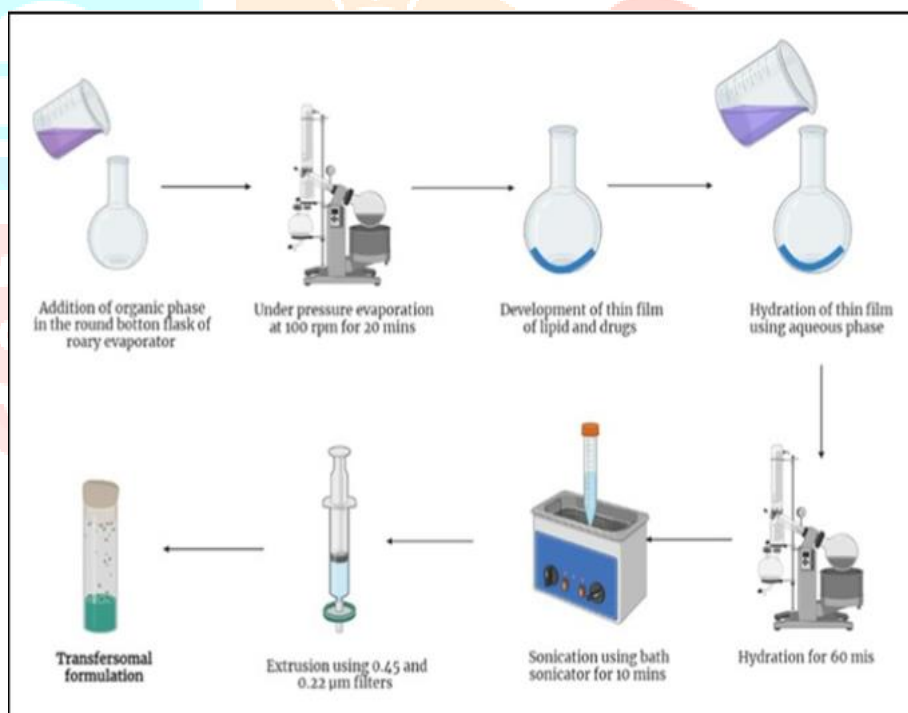 Addition of organic phase
in the round botton flask of
roary evaporator
Under pressure evaporation
at 100 rpm for 20 mins
Development of thin film
of lipid and drugs
Hydration of thin film
using aqueous phase
Transfersomal
formulation
Extrusion using 0.45 and
0.22 μm filters
Sonication using bath
sonicator for 10 mins
Hydration for 60 mis